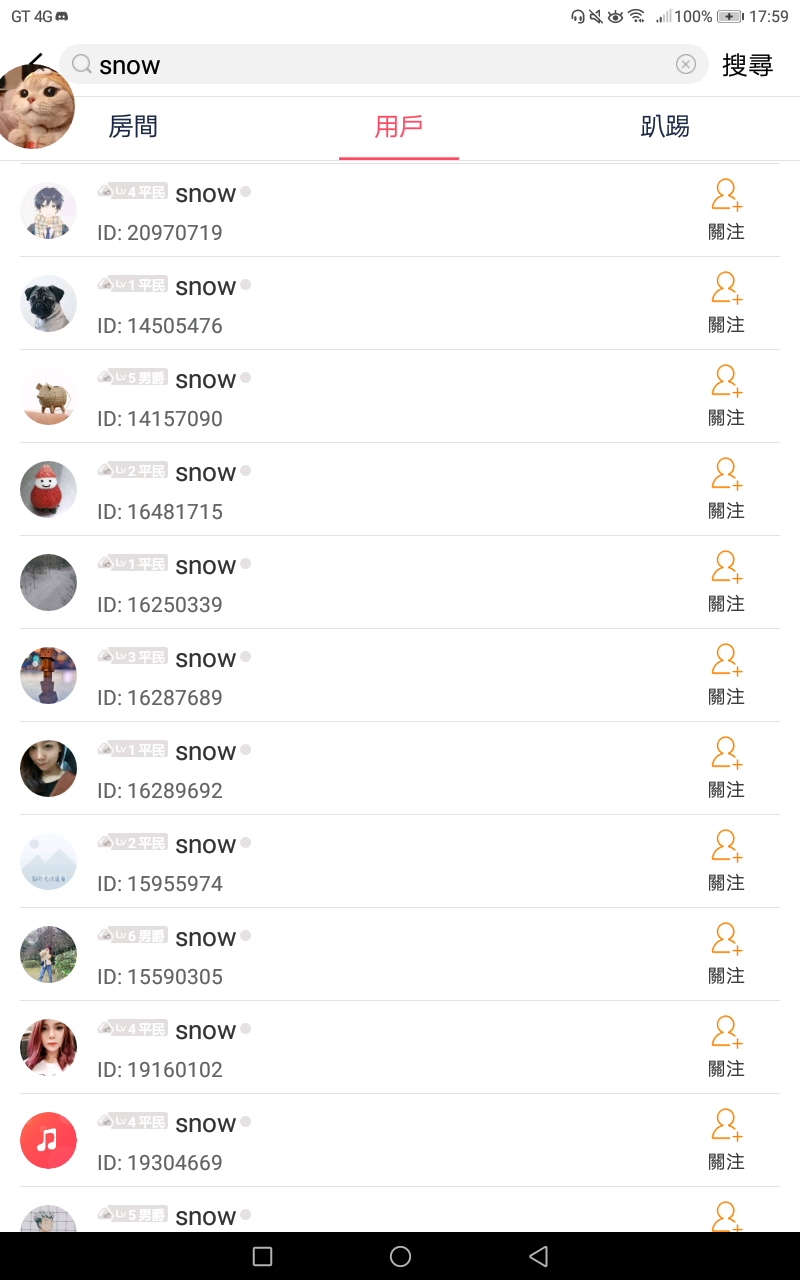 GT 4G 100% 17:59
snow 搜尋
房間 用戶 趴踢
Lv 4 平民 snow
ID: 20970719 關注
Lv 1 平民 snow
ID: 14505476 關注
Lv 5 男爵 snow
ID: 14157090 關注
Lv 2 平民 snow
ID: 16481715 關注
Lv 1 平民 snow
ID: 16250339 關注
Lv 3 平民 snow
ID: 16287689 關注
Lv 1 平民 snow
ID: 16289692 關注
Lv 2 平民 snow
ID: 15955974 關注
Lv 6 男爵 snow
ID: 15590305 關注
Lv 4 平民 snow
ID: 19160102 關注
Lv 4 平民 snow
ID: 19304669 關注
Lv 5 男爵 snow